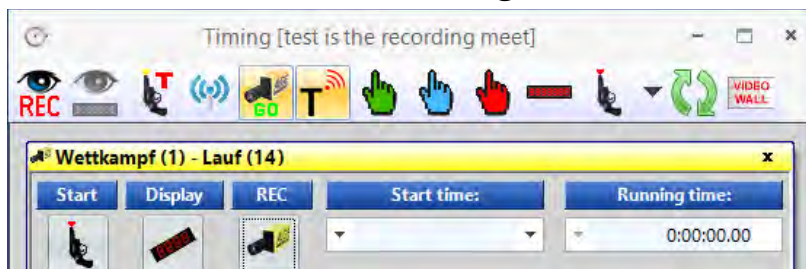 Timing [test is the recording meet]
REC T GO T VIDEO
WALL
Wettkampf (1) - Lauf (14)
Start Display REC Start time: Running time:
0:00:00.00